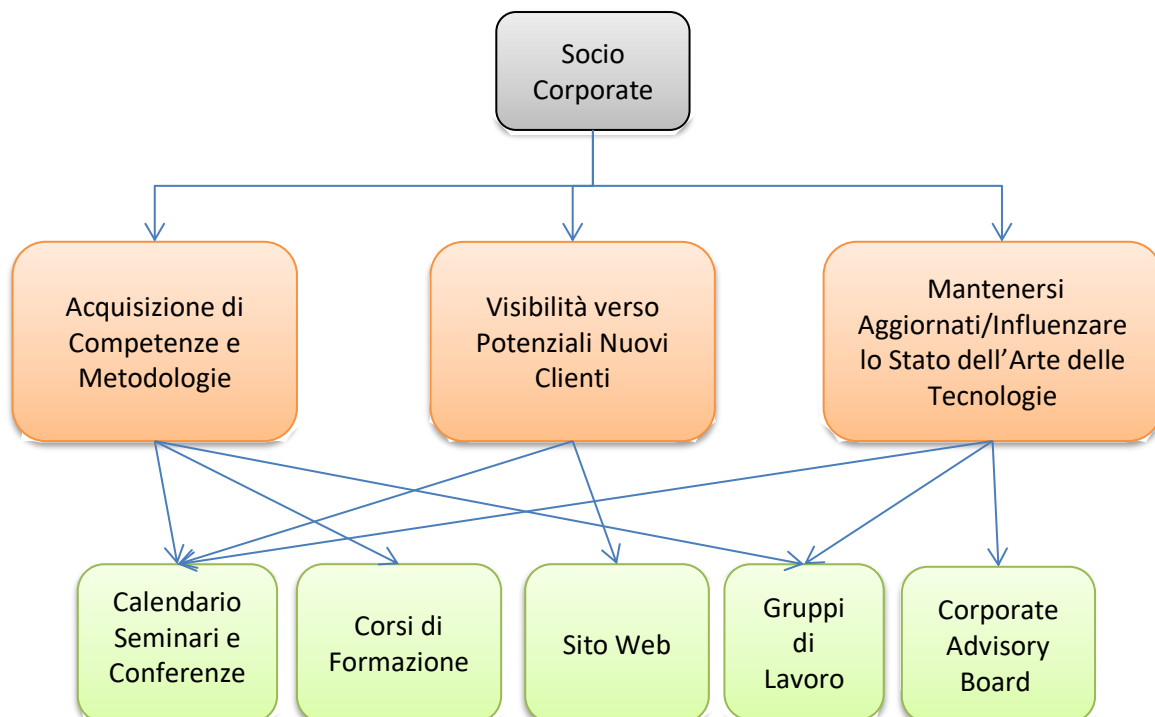 Socio
Corporate
Acquisizione di
Competenze e
Metodologie
Visibilità verso
Potenziali Nuovi
Clienti
Mantenersi
Aggiornati/Influenzare
lo Stato dell’Arte delle
Tecnologie
Calendario
Seminari e
Conferenze
Corsi di
Formazione
Sito Web
Gruppi
di
Lavoro
Corporate
Advisory
Board